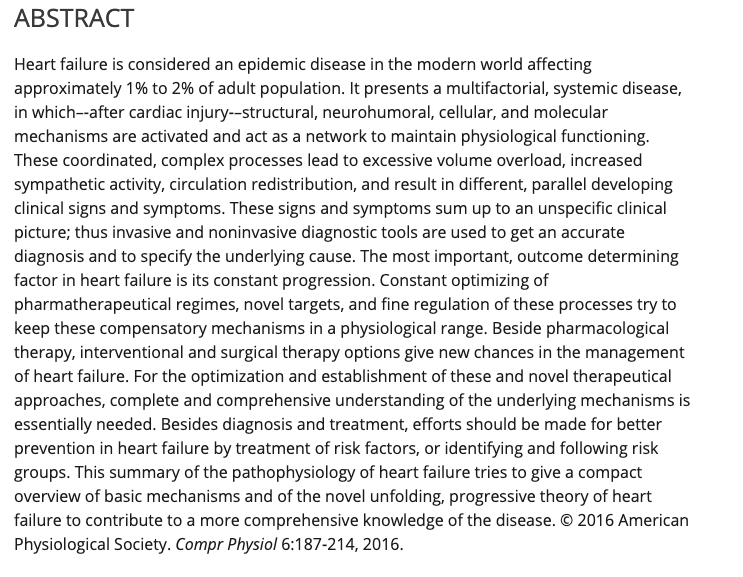 ABSTRACT
Heart failure is considered an epidemic disease in the modern world affecting
approximately 1% to 2% of adult population. It presents a multifactorial, systemic disease,
in which--after cardiac injury--structural, neurohumoral, cellular, and molecular
mechanisms are activated and act as a network to maintain physiological functioning.
These coordinated, complex processes lead to excessive volume overload, increased
sympathetic activity, circulation redistribution, and result in different, parallel developing
clinical signs and symptoms. These signs and symptoms sum up to an unspecific clinical
picture; thus invasive and noninvasive diagnostic tools are used to get an accurate
diagnosis and to specify the underlying cause. The most important, outcome determining
factor in heart failure is its constant progression. Constant optimizing of
pharmatherapeutical regimes, novel targets, and fine regulation of these processes try to
keep these compensatory mechanisms in a physiological range. Beside pharmacological
therapy, interventional and surgical therapy options give new chances in the management
of heart failure. For the optimization and establishment of these and novel therapeutical
approaches, complete and comprehensive understanding of the underlying mechanisms is
essentially needed. Besides diagnosis and treatment, efforts should be made for better
prevention in heart failure by treatment of risk factors, or identifying and following risk
groups. This summary of the pathophysiology of heart failure tries to give a compact
overview of basic mechanisms and of the novel unfolding, progressive theory of heart
failure to contribute to a more comprehensive knowledge of the disease. © 2016 American
Physiological Society. Compr Physiol 6:187-214, 2016.